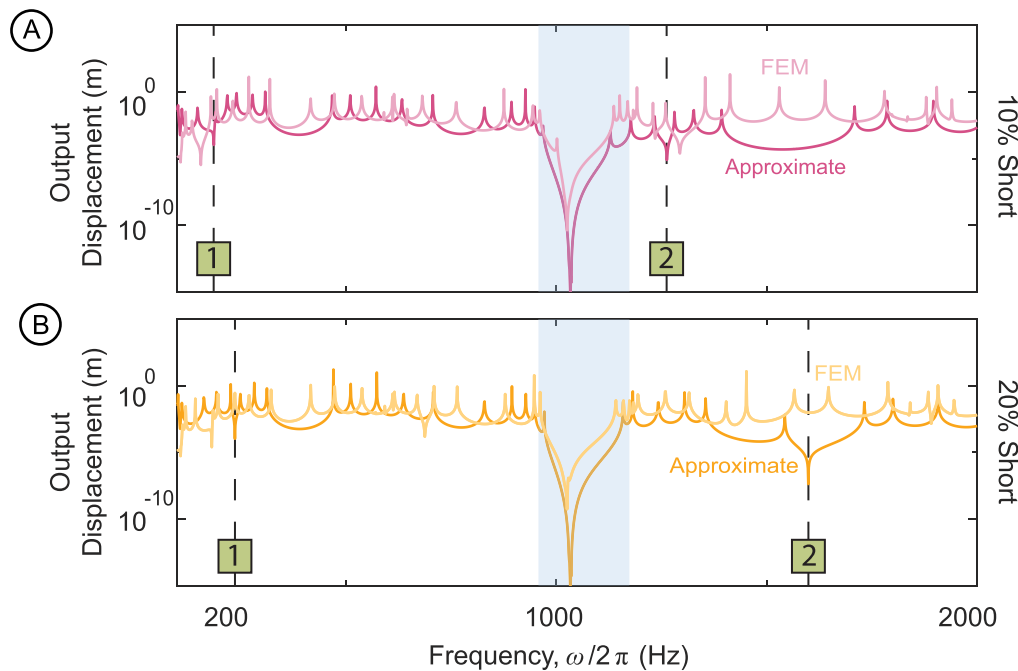 A
Output
Displacement (m)
10^0
10^-10
FEM
Approximate
1
2
10% Short
B
Output
Displacement (m)
10^0
10^-10
FEM
Approximate
1
2
20% Short
200
1000
2000
Frequency, ω/2π (Hz)